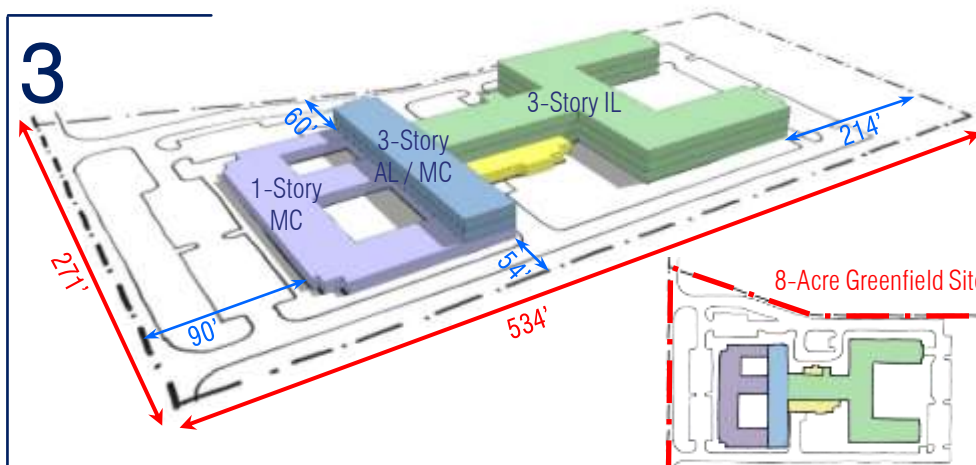 3
60'
3-Story IL
214'
3-Story
AL / MC
1-Story
MC
271'
54'
90'
534'
8-Acre Greenfield Site